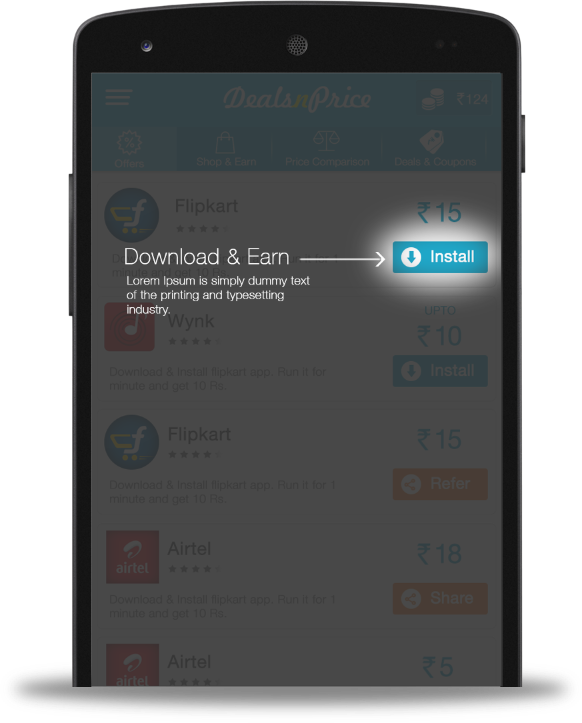 DealsnPrice
₹124
Offers
Shop & Earn
Price Comparison
Deals & Coupons
Flipkart
₹15
Download & Earn
Install
Lorem Ipsum is simply dummy text
of the printing and typesetting
industry.
Wynk
UPTO
₹10
Download & Install flipkart app. Run it for
minute and get 10 Rs
Install
Flipkart
₹15
Download & Install flipkart app. Run it for 1
minute and get 10 Rs.
Refer
airtel
Airtel
₹18
Download & Install flipkart app. Run it for 1
minute and get 10 Rs.
Share
airtel
Airtel
₹5